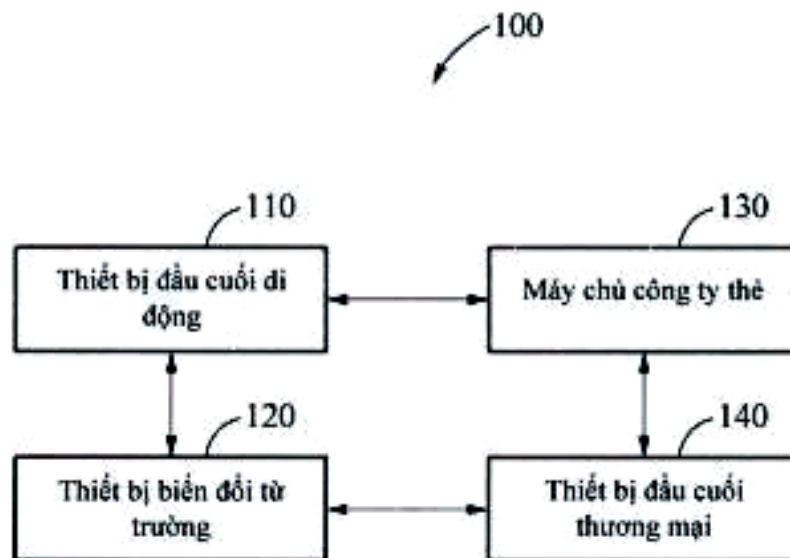 100
110
Thiết bị đầu cuối di
động
130
Máy chủ công ty thẻ
120
Thiết bị biến đổi từ
trường
140
Thiết bị đầu cuối
thương mại